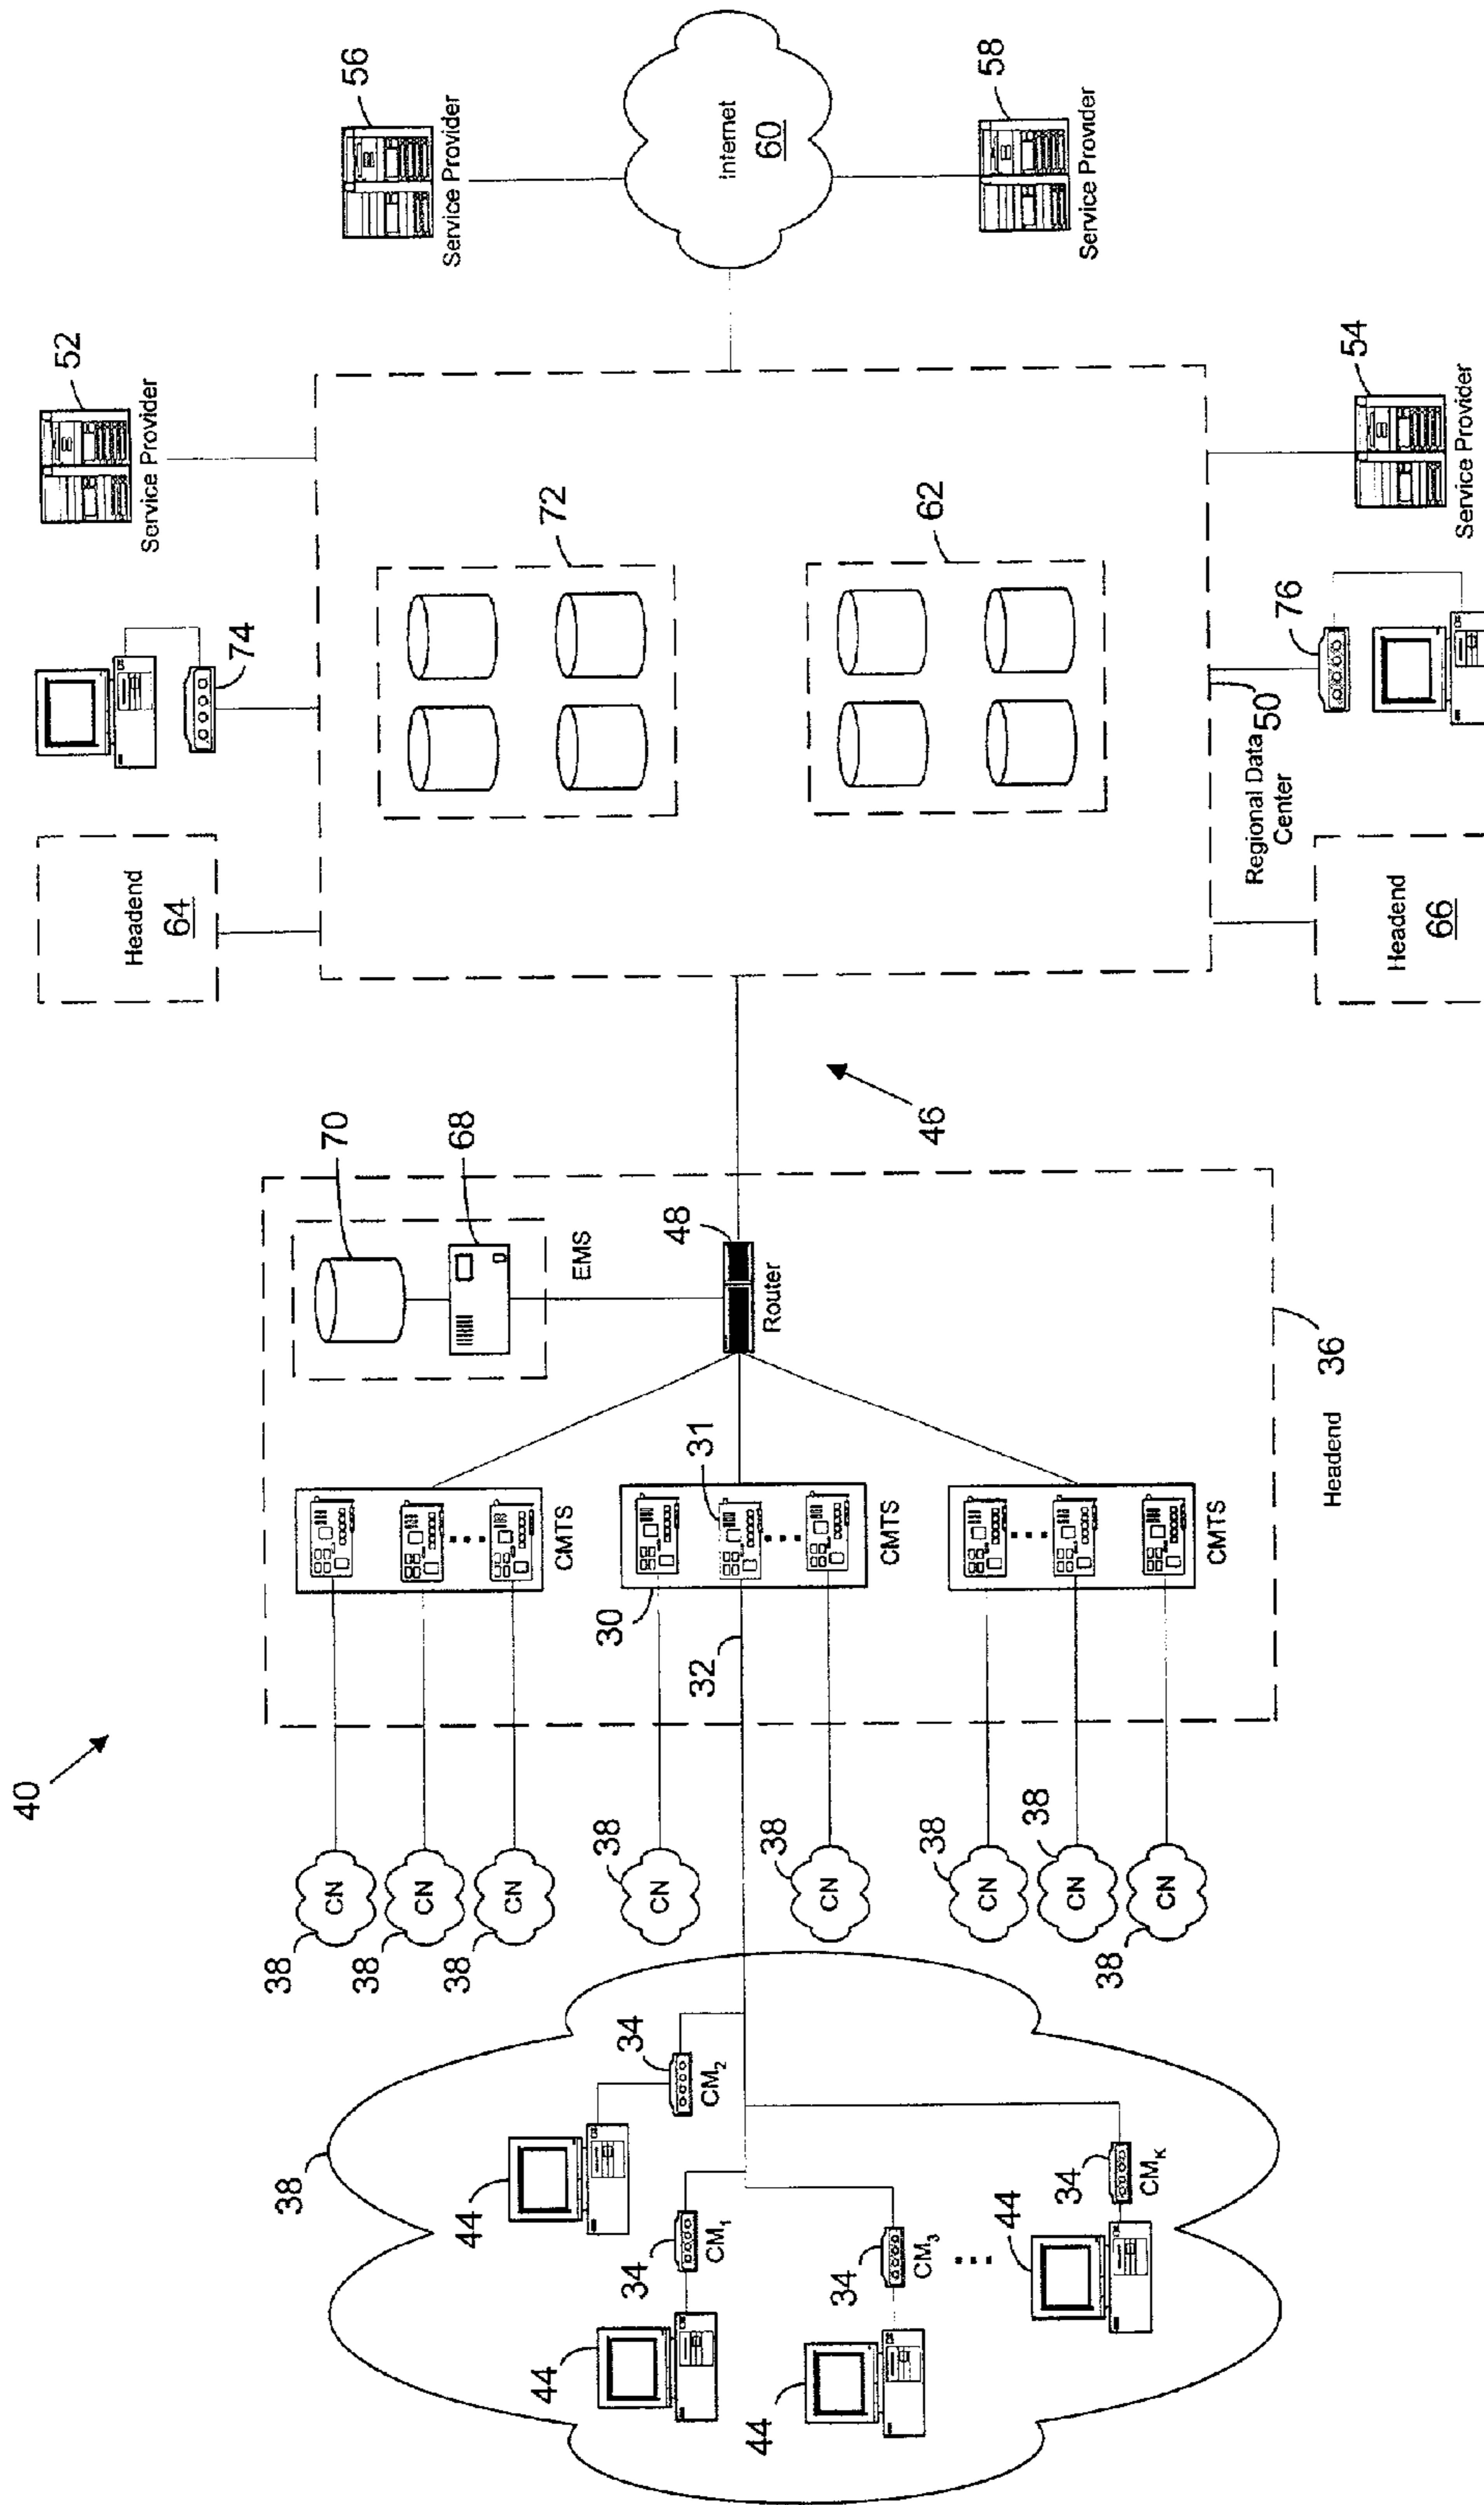 40
38
44
34
CM₂
44
34
CM₁
44
34
CM₃
44
34
CMₖ
38
CN
38
CN
38
CN
38
CN
38
CN
38
CN
38
CN
38
CN
32
30
31
CMTS
CMTS
CMTS
70
68
EMS
48
Router
Headend 36
46
Headend
64
Headend
66
74
76
72
62
Regional Data
Center
50
52
Service Provider
54
Service Provider
56
Service Provider
58
Service Provider
Internet
60